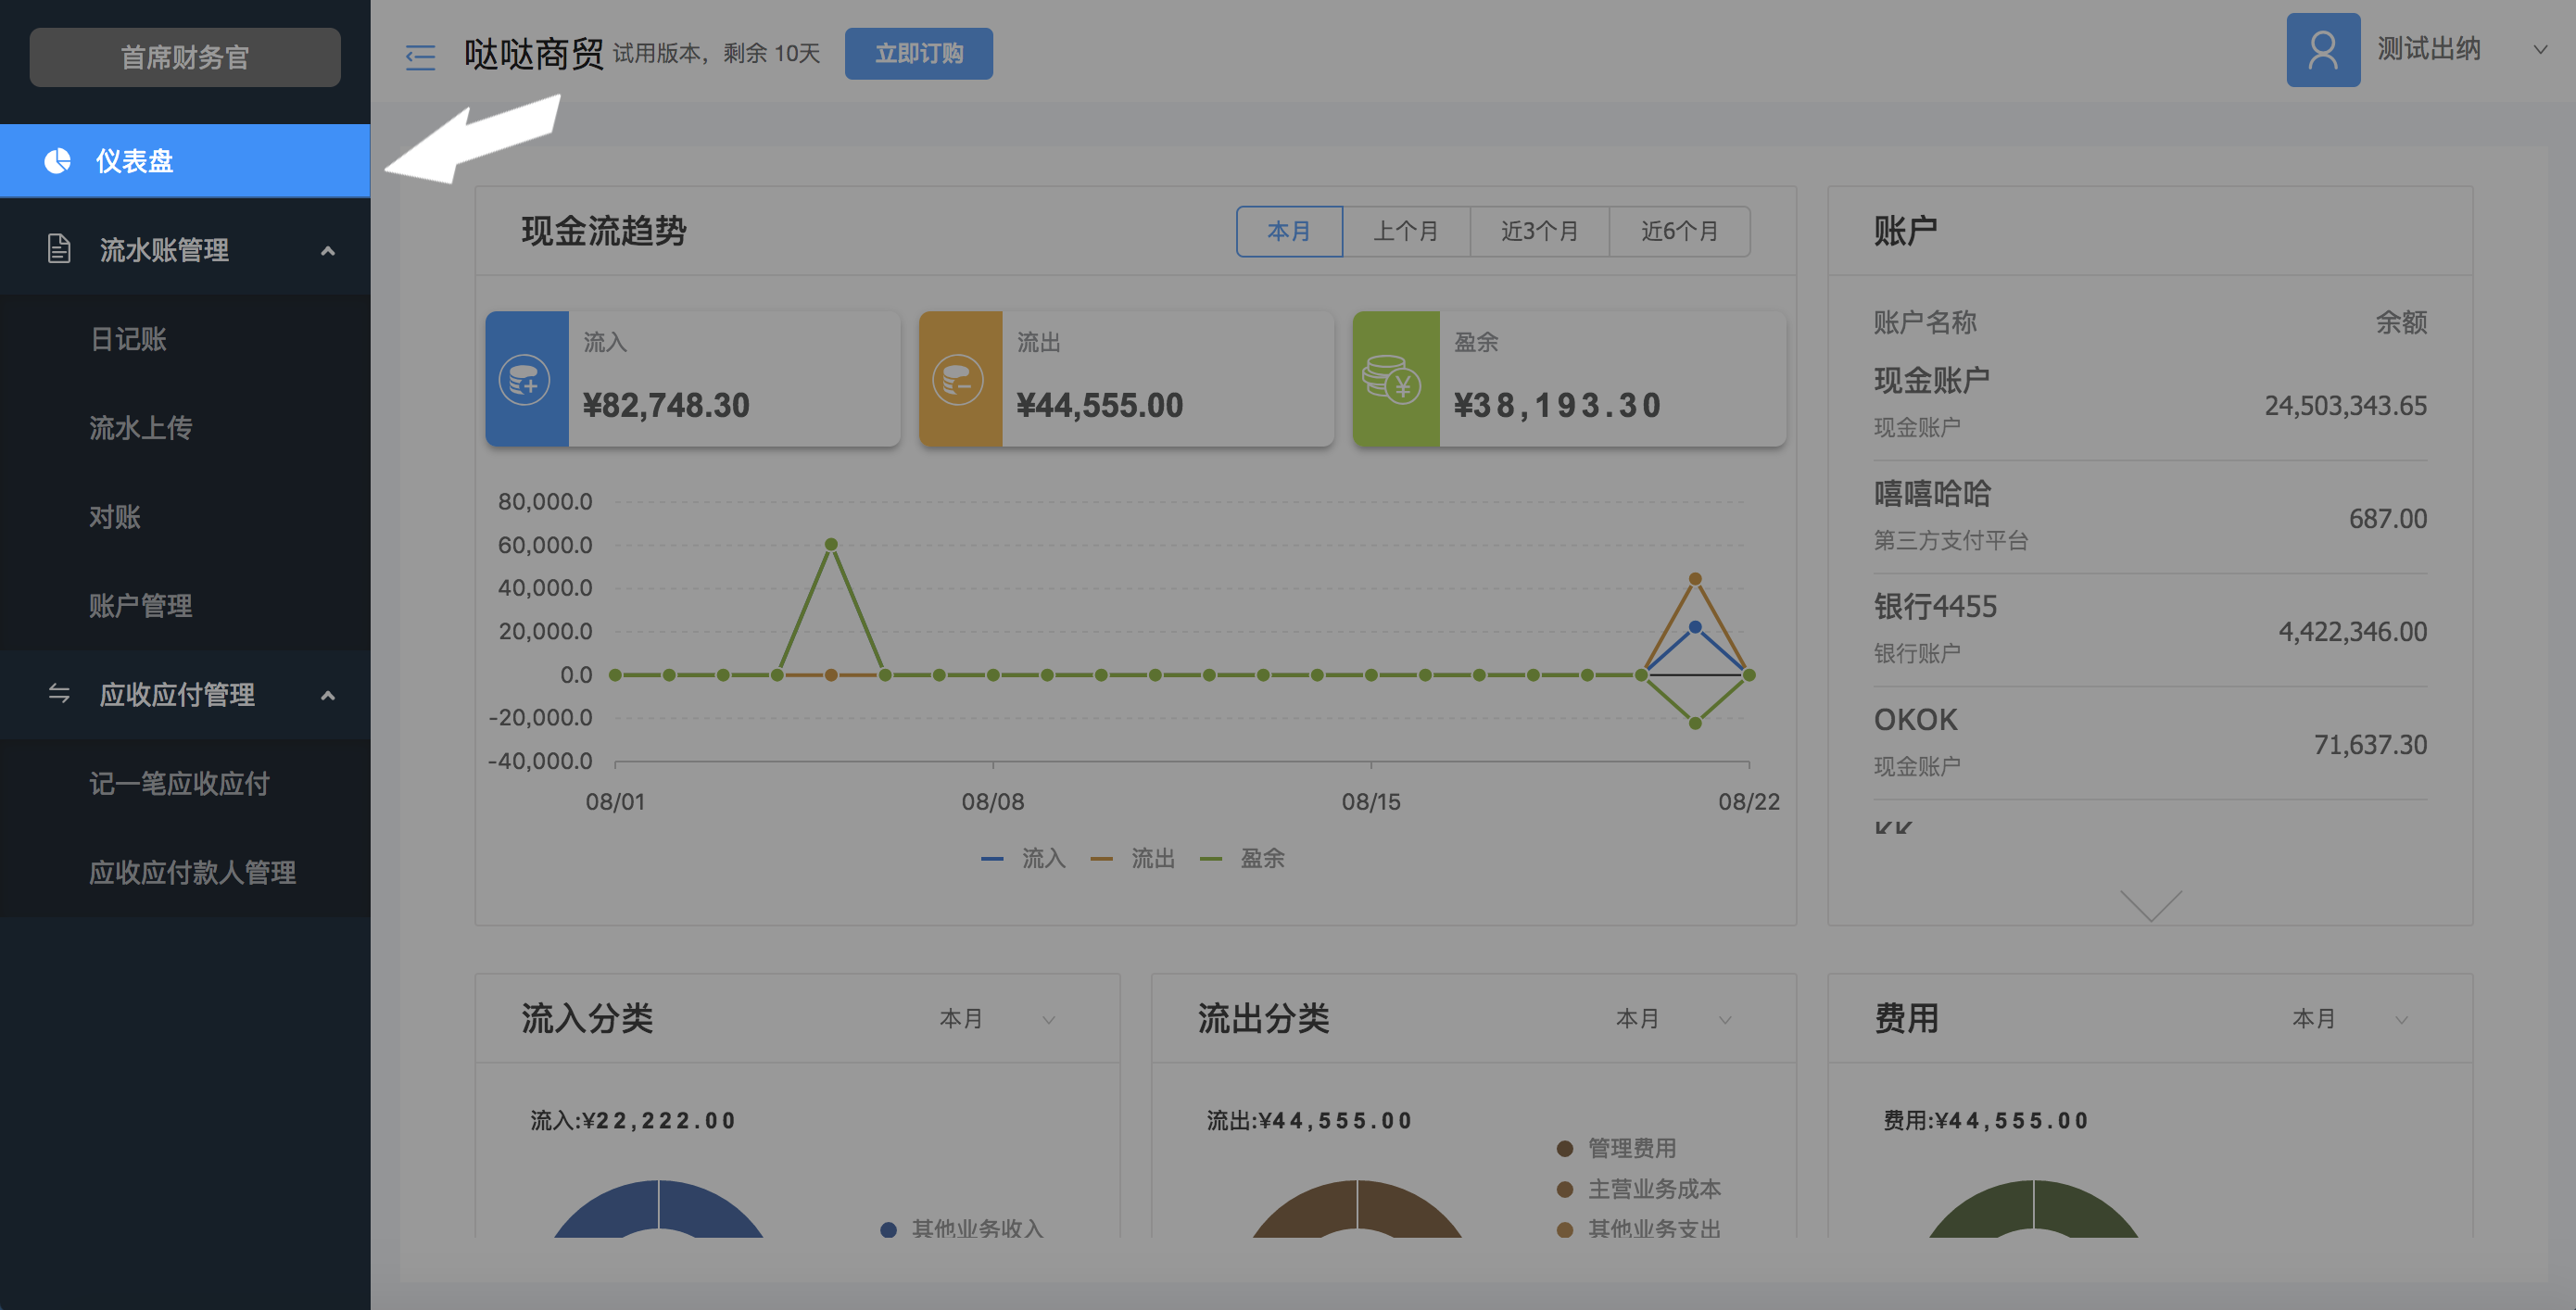 首席财务官
仪表盘
流水账管理
日记账
流水上传
对账
账户管理
应收应付管理
记一笔应收应付
应收应付款人管理
哒哒商贸 试用版本，剩余 10天 立即订购
测试出纳
现金流趋势
本月 上个月 近3个月 近6个月
流入
¥82,748.30
流出
¥44,555.00
盈余
¥38,193.30
80,000.0
60,000.0
40,000.0
20,000.0
0.0
-20,000.0
-40,000.0
08/01 08/08 08/15 08/22
流入 流出 盈余
账户
账户名称 余额
现金账户
现金账户
24,503,343.65
嘻嘻哈哈
第三方支付平台
687.00
银行4455
银行账户
4,422,346.00
OKOK
现金账户
71,637.30
KK
流入分类 本月
流入:¥22,222.00
其他业务收入
流出分类 本月
流出:¥44,555.00
管理费用
主营业务成本
其他业务支出
费用 本月
费用:¥44,555.00